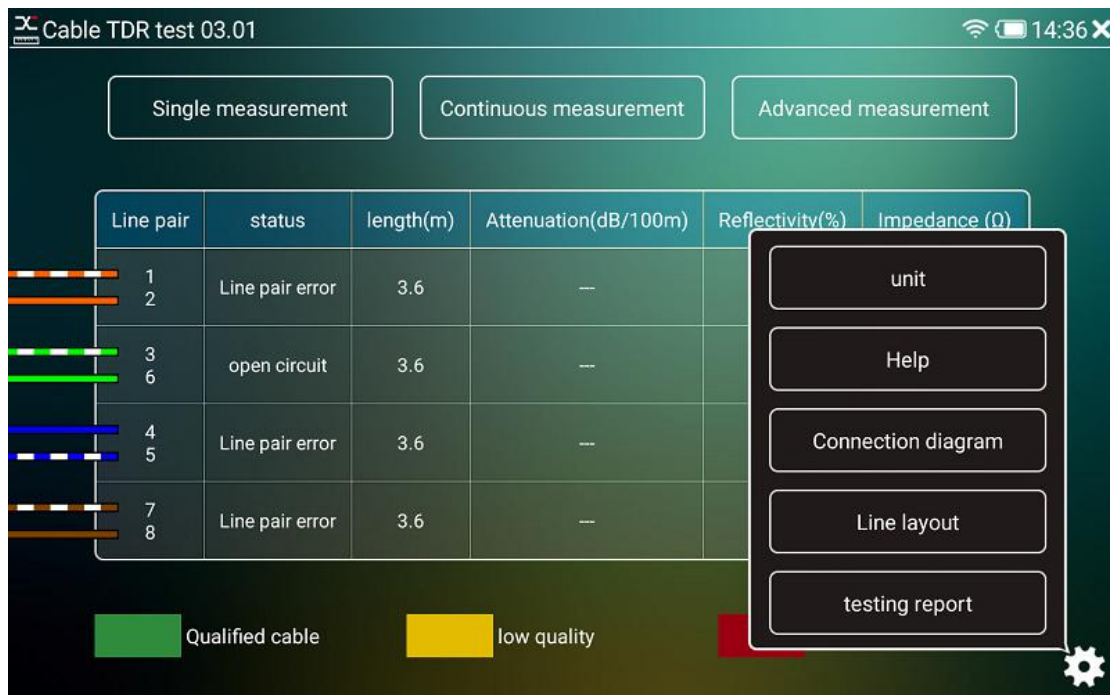 Cable TDR test 03.01 14:36
Single measurement Continuous measurement Advanced measurement
Line pair status length(m) Attenuation(dB/100m) Reflectivity(%) Impedance (Ω)
1
2
Line pair error 3.6 ---
3
6
open circuit 3.6 ---
4
5
Line pair error 3.6 ---
7
8
Line pair error 3.6 ---
Qualified cable low quality
unit
Help
Connection diagram
Line layout
testing report